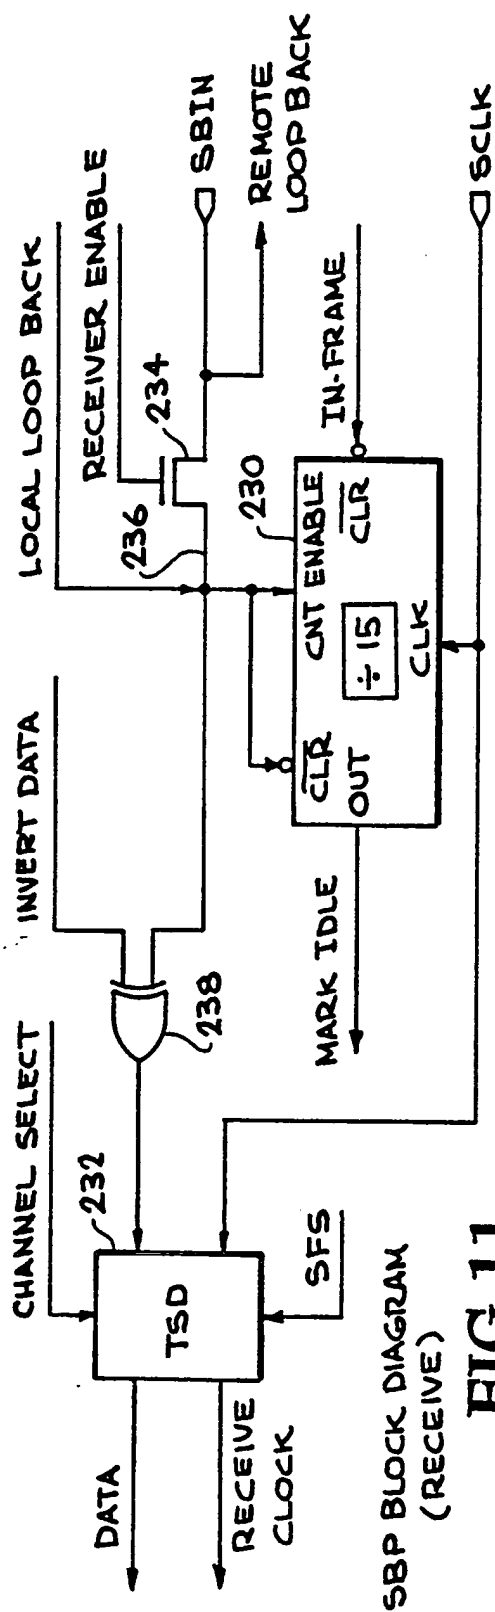 LOCAL LOOP BACK
RECEIVER ENABLE
SBIN
REMOTE
LOOP BACK
234
236
INVERT DATA
238
CHANNEL SELECT
232
TSD
DATA
RECEIVE
CLOCK
SFS
230
CNT ENABLE
CLR
CLR
÷ 15
OUT
CLK
IN-FRAME
MARK IDLE
SCLK
SBP BLOCK DIAGRAM
(RECEIVE)
FIG. 11